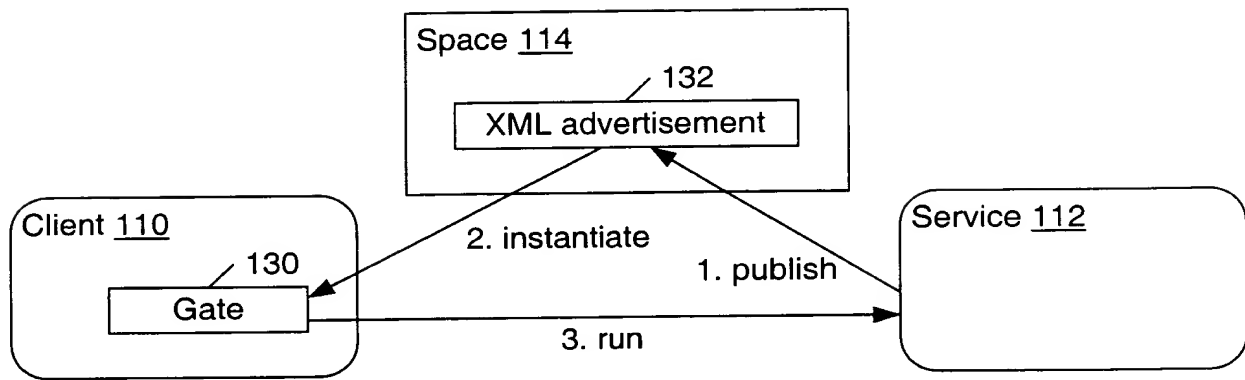 Space 114
132
XML advertisement
Client 110
130
Gate
2. instantiate
1. publish
Service 112
3. run